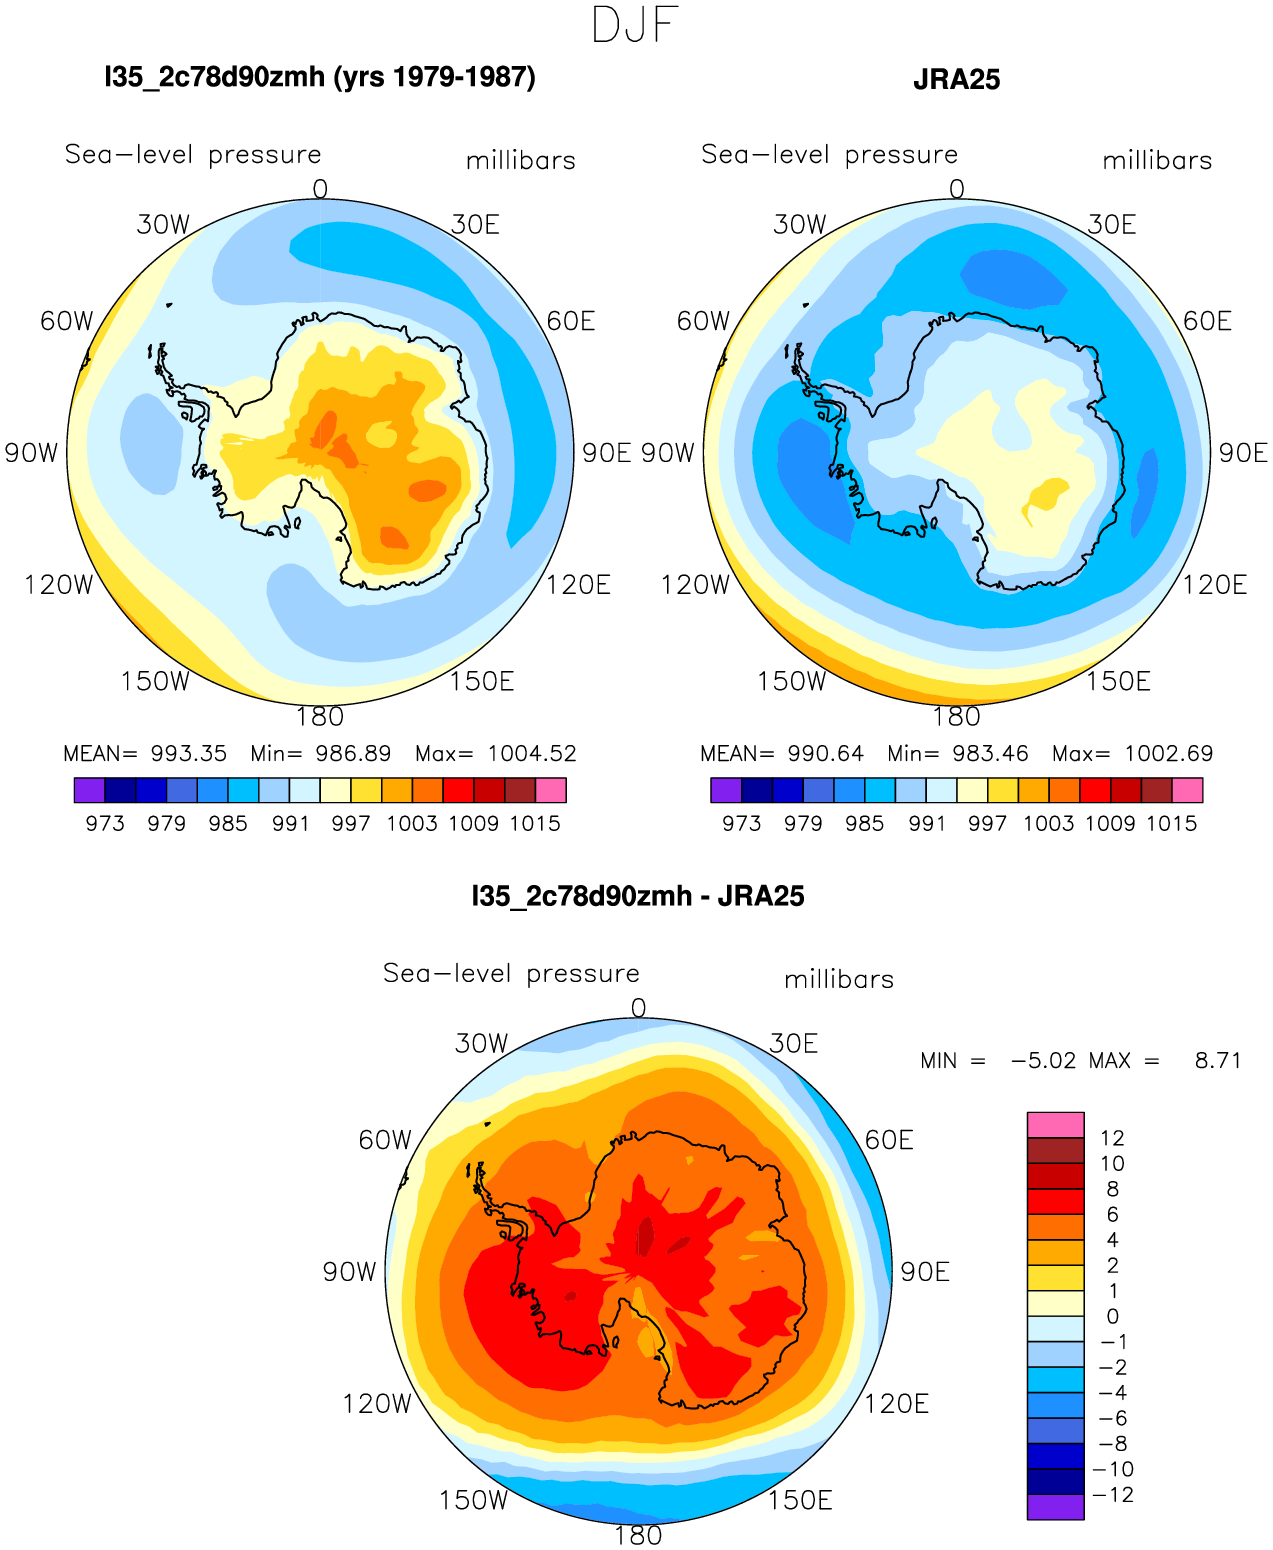 DJF
I35_2c78d90zmh (yrs 1979-1987)
JRA25
Sea-level pressure millibars
Sea-level pressure millibars
0
30W 30E
60W 60E
90W 90E
120W 120E
150W 150E
180
0
30W 30E
60W 60E
90W 90E
120W 120E
150W 150E
180
MEAN= 993.35 Min= 986.89 Max= 1004.52
973 979 985 991 997 1003 1009 1015
MEAN= 990.64 Min= 983.46 Max= 1002.69
973 979 985 991 997 1003 1009 1015
I35_2c78d90zmh - JRA25
Sea-level pressure millibars
0
30W 30E
60W 60E
90W 90E
120W 120E
150W 150E
180
MIN = -5.02 MAX = 8.71
12
10
8
6
4
2
1
0
-1
-2
-4
-6
-8
-10
-12